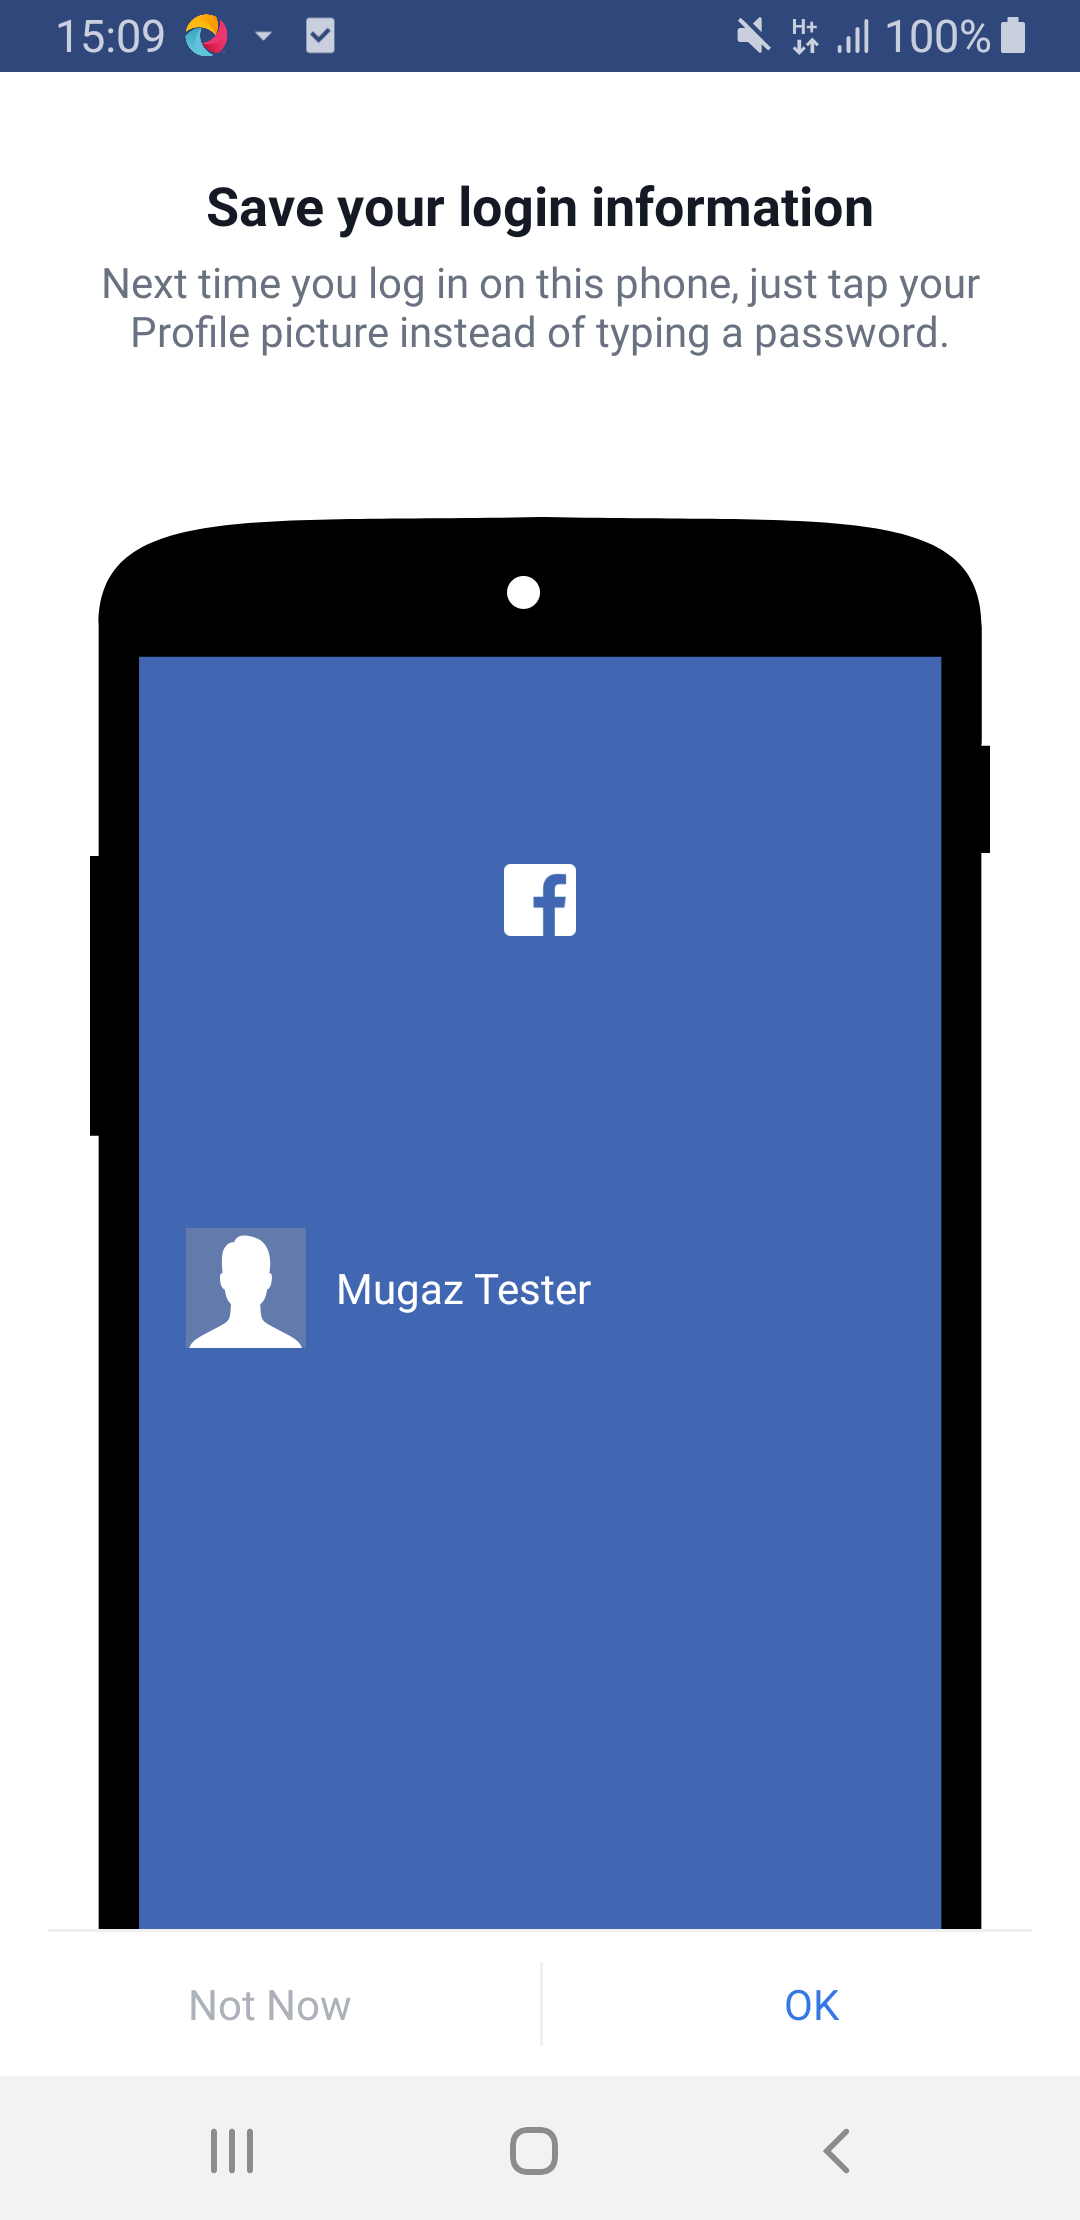 15:09
H+
100%
Save your login information
Next time you log in on this phone, just tap your
Profile picture instead of typing a password.
f
Mugaz Tester
Not Now
OK